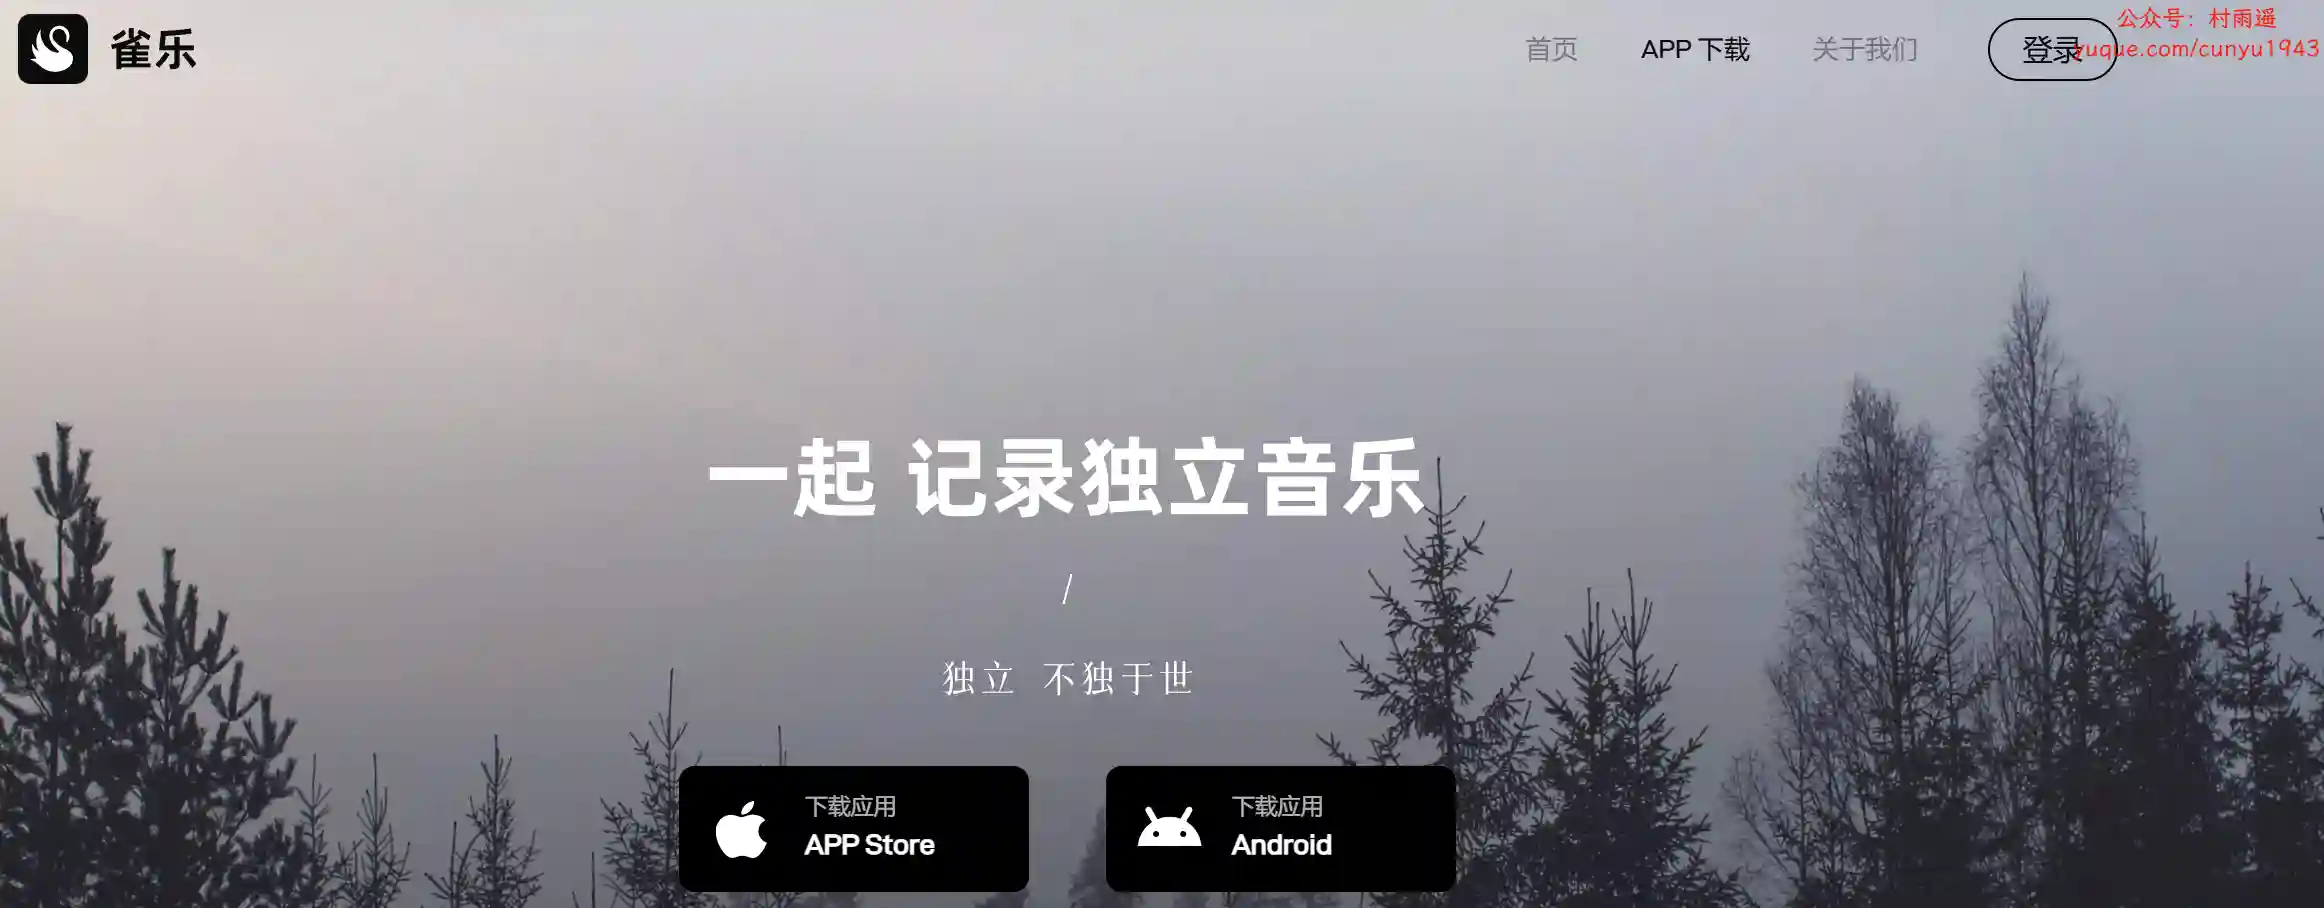 雀乐
首页
APP 下载
关于我们
登录
公众号：村雨遥
yuque.com/cunyu1943
一起 记录独立音乐
/
独立 不独于世
下载应用
APP Store
下载应用
Android